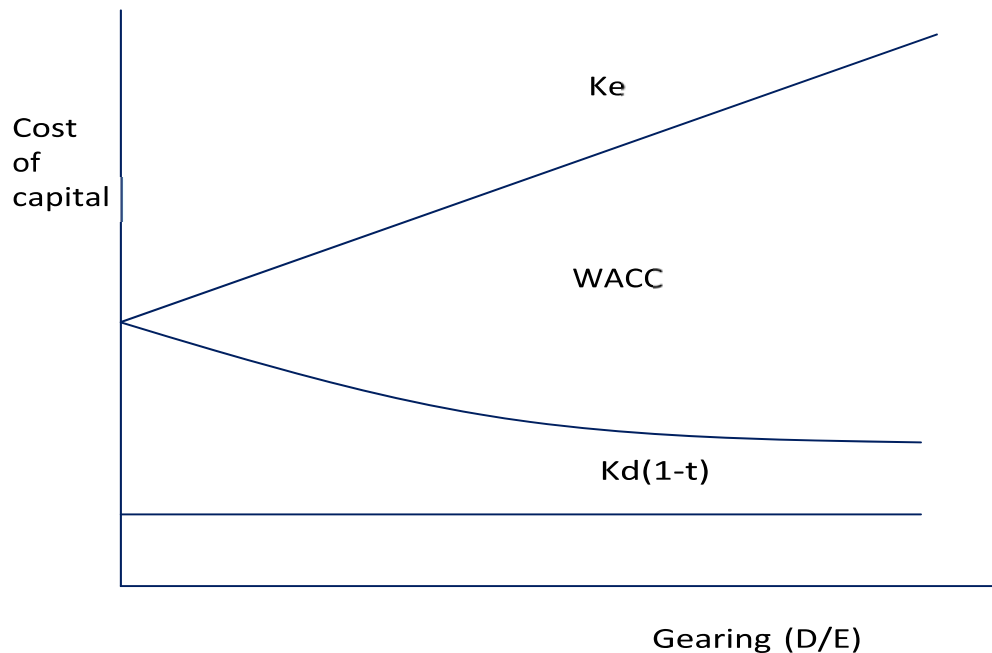 Ke
Cost
of
capital
WACC
Kd(1-t)
Gearing (D/E)